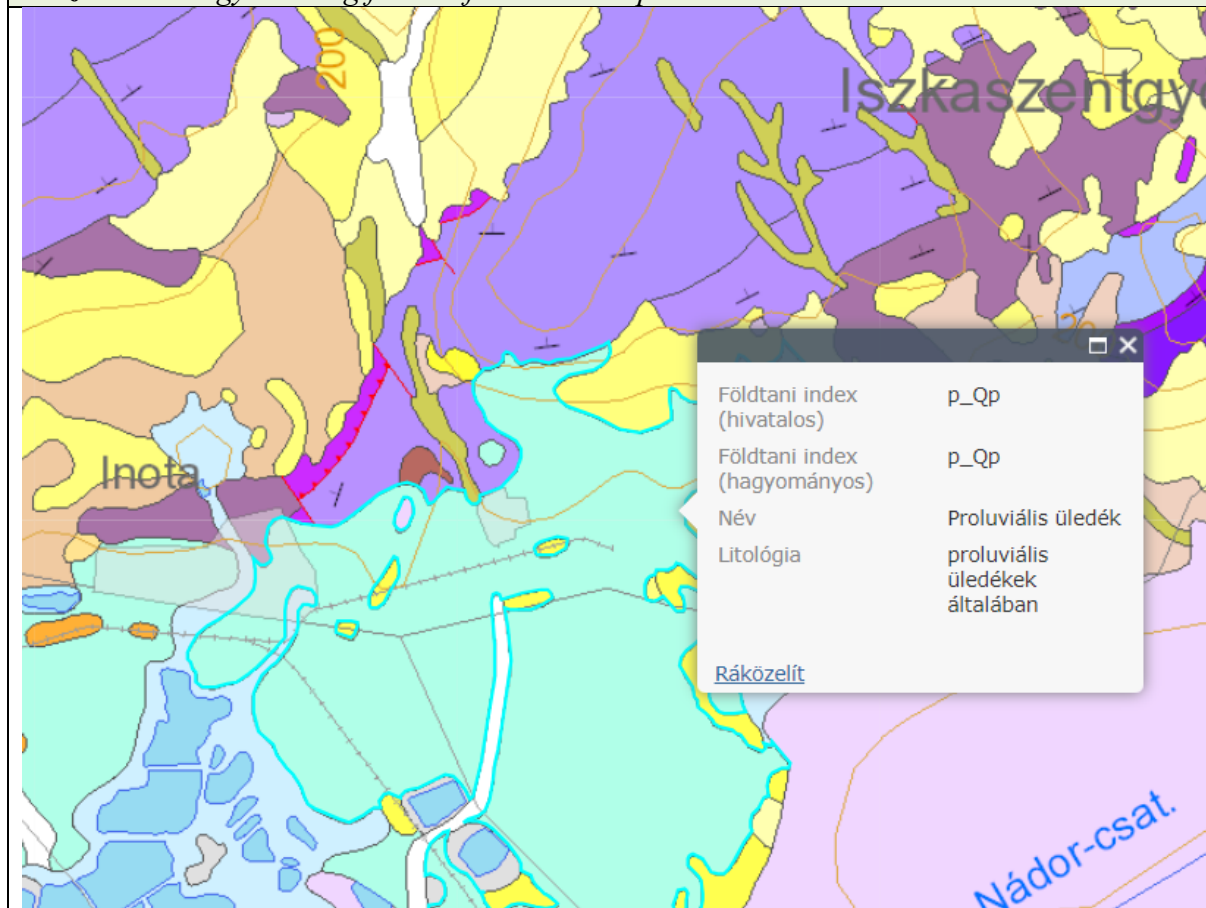 200
Iszkaszentgy
Inota
Földtani index
(hivatalos)
p_Qp
Földtani index
(hagyományos)
p_Qp
Név
Proluviális üledék
Litológia
proluviális
üledékek
általában
Ráközelít
Nádor-csat.